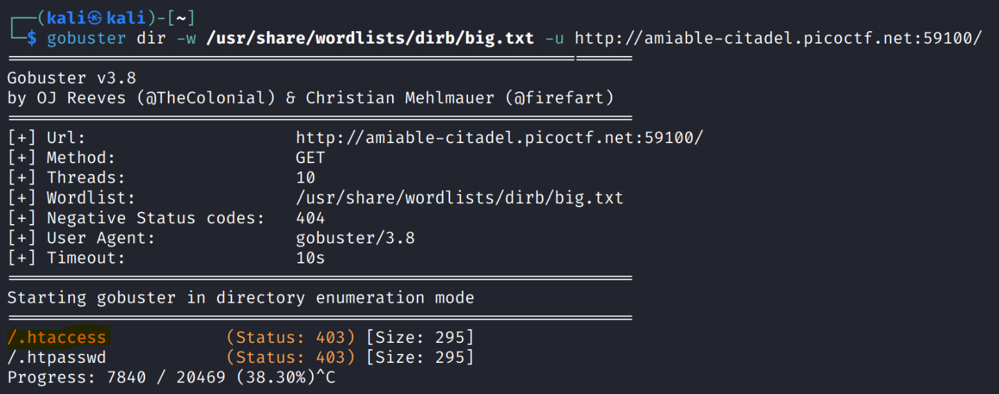 ┌──(kali㉿kali)-[~]
└─$ gobuster dir -w /usr/share/wordlists/dirb/big.txt -u http://amiable-citadel.picoctf.net:59100/
===============================================================
Gobuster v3.8
by OJ Reeves (@TheColonial) & Christian Mehlmauer (@firefart)
===============================================================
[+] Url:                     http://amiable-citadel.picoctf.net:59100/
[+] Method:                  GET
[+] Threads:                 10
[+] Wordlist:                /usr/share/wordlists/dirb/big.txt
[+] Negative Status codes:   404
[+] User Agent:              gobuster/3.8
[+] Timeout:                 10s
===============================================================
Starting gobuster in directory enumeration mode
===============================================================
/.htaccess            (Status: 403) [Size: 295]
/.htpasswd            (Status: 403) [Size: 295]
Progress: 7840 / 20469 (38.30%)^C